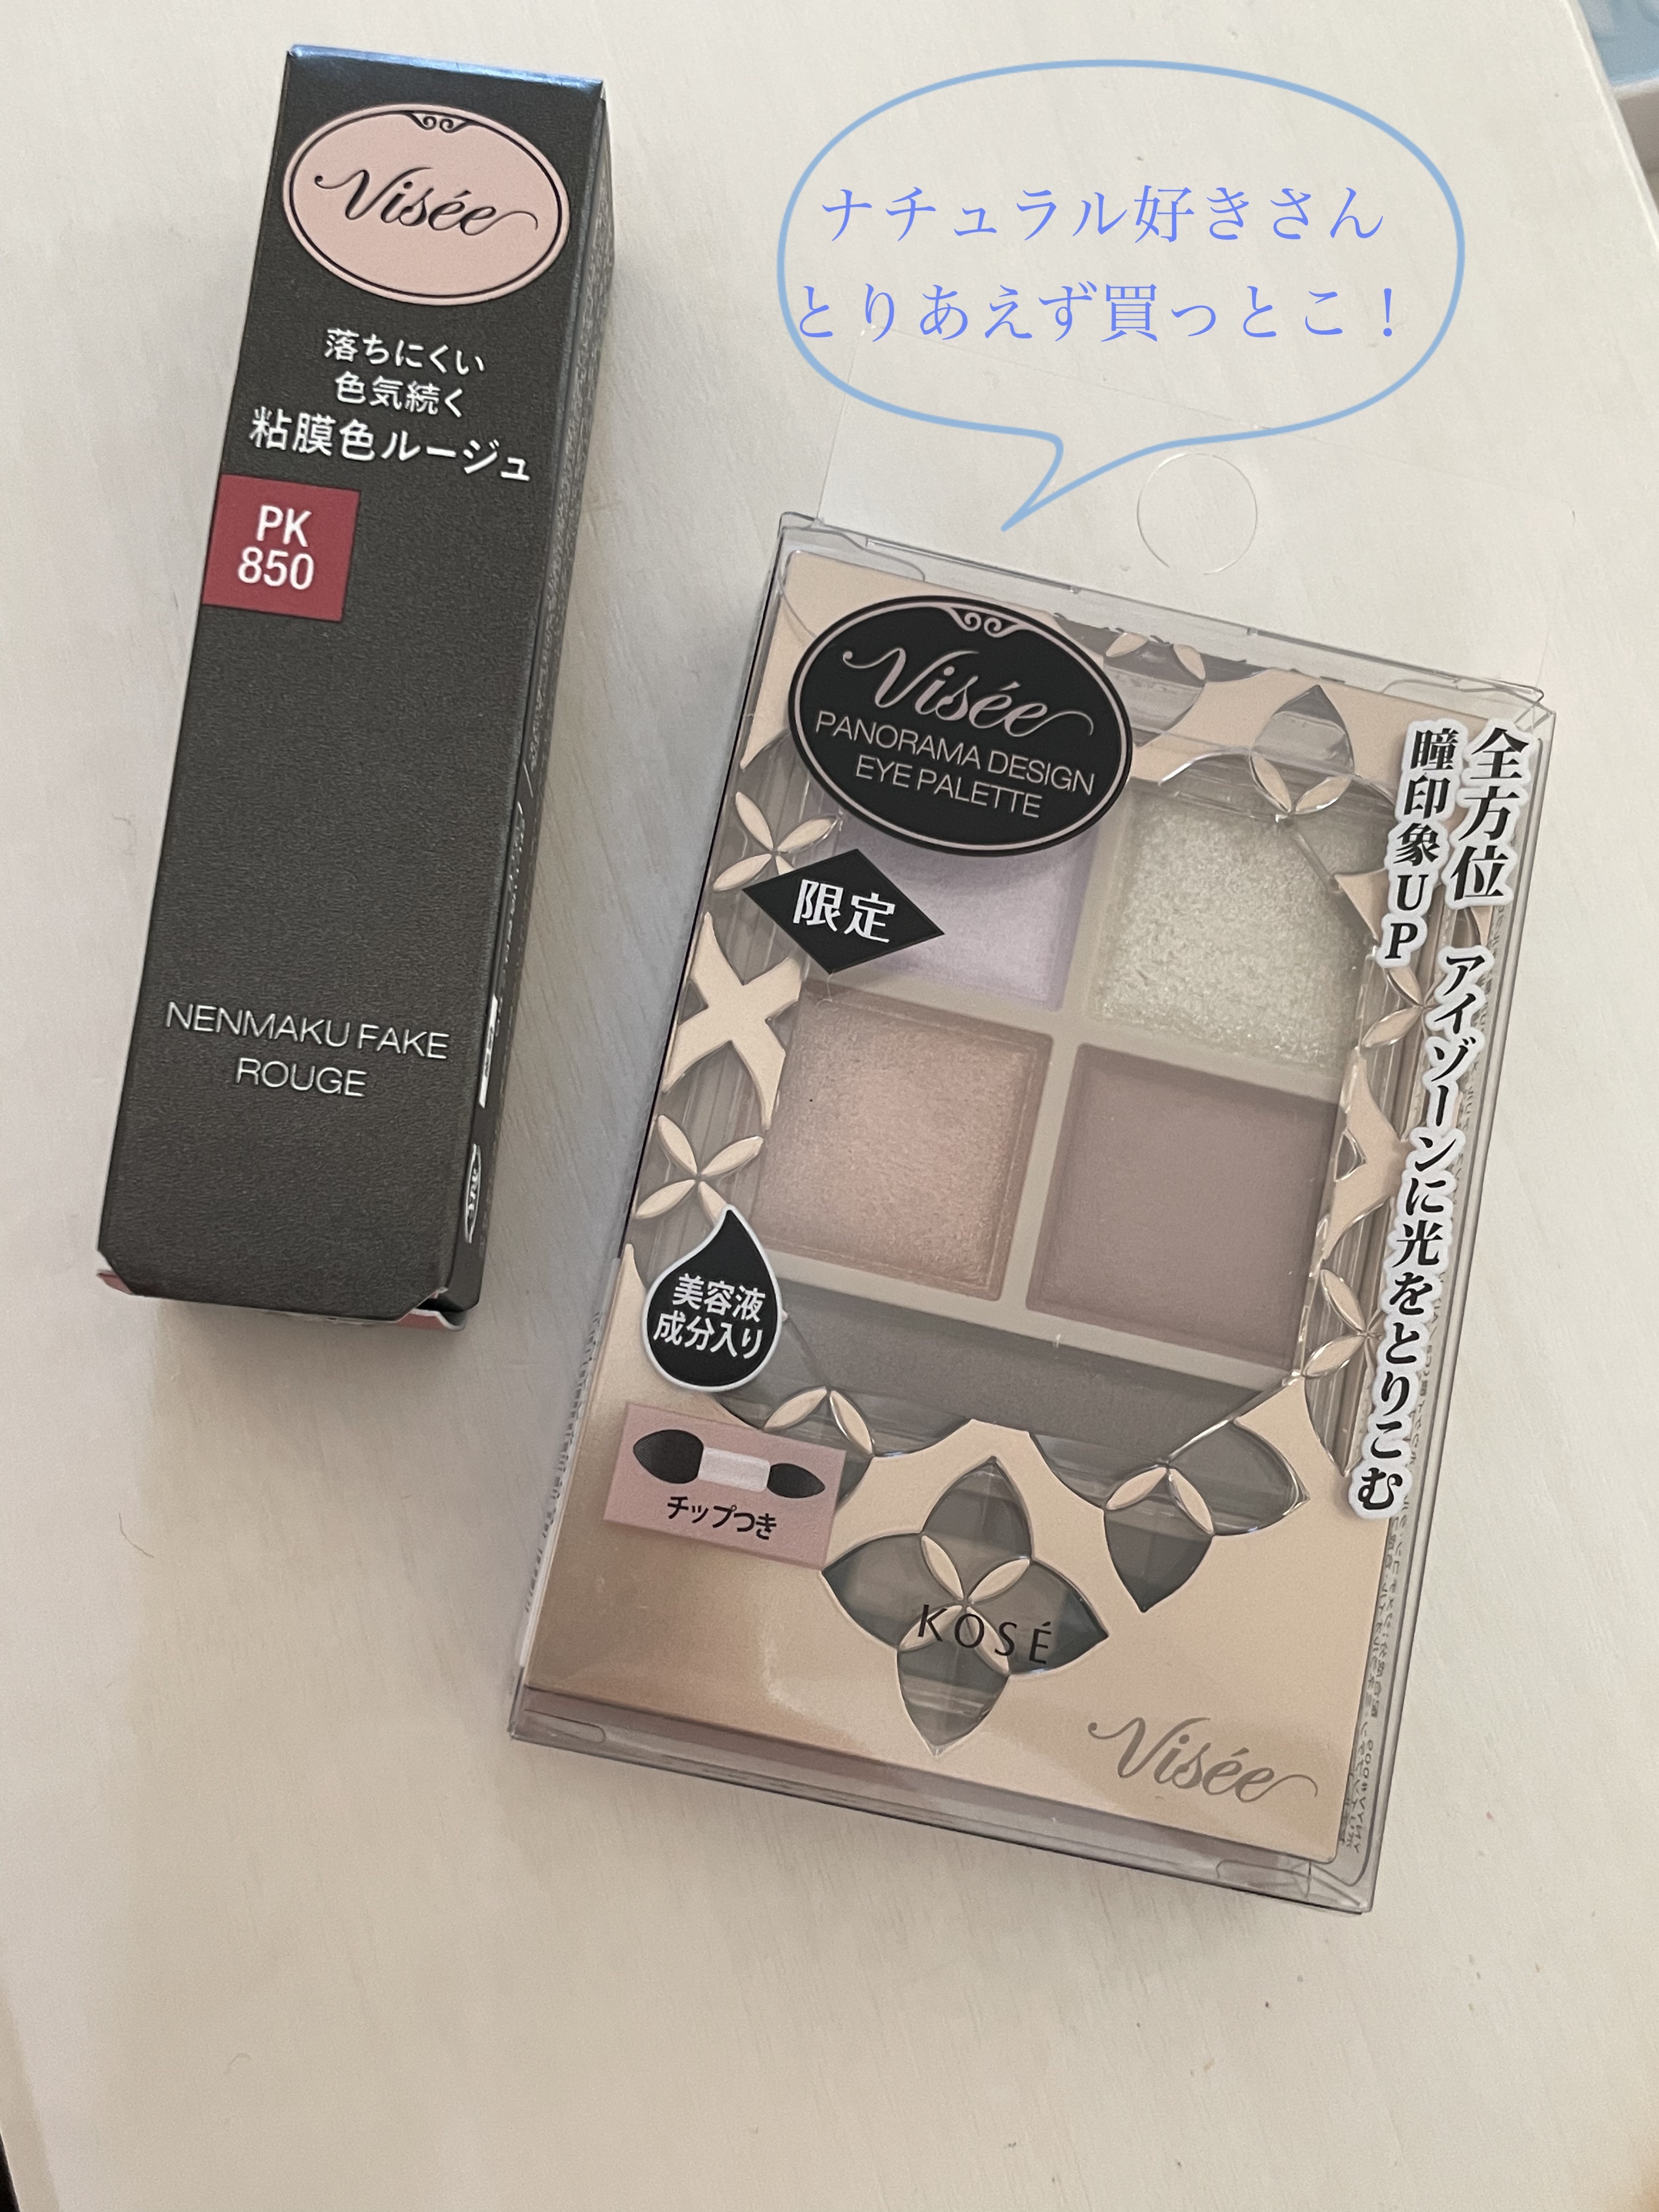 Visée
落ちにくい
色気続く
粘膜色ルージュ
PK
850
NENMAKU FAKE
ROUGE
ナチュラル好きさん
とりあえず買っとこ！
Visée
PANORAMA DESIGN
EYE PALETTE
限定
全方位 アイゾーンに光をとりこむ
瞳印象UP
美容液
成分入り
チップつき
KOSÉ
Visée